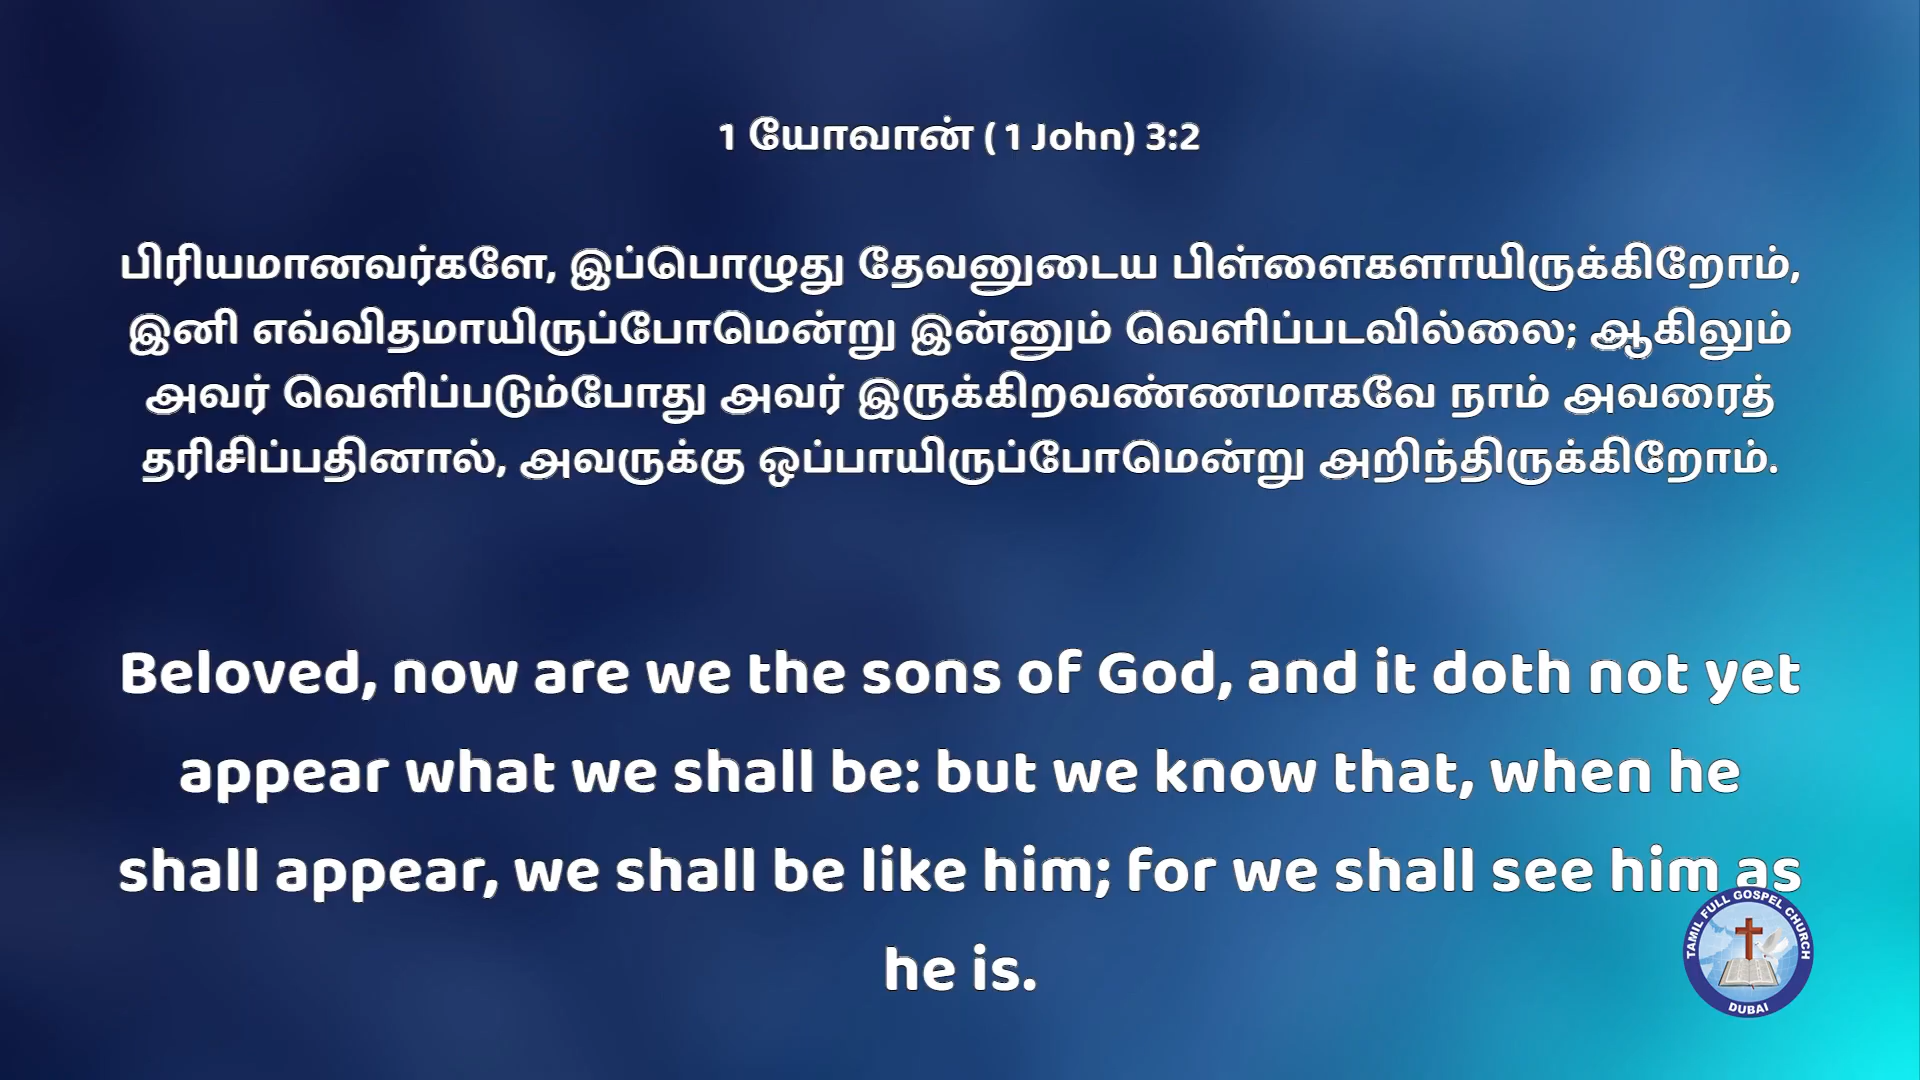 1 யோவான் ( 1 John) 3:2
பிரியமானவர்களே, இப்பொழுது தேவனுடைய பிள்ளைகளாயிருக்கிறோம்,
இனி எவ்விதமாயிருப்போமென்று இன்னும் வெளிப்படவில்லை; ஆகிலும்
அவர் வெளிப்படும்போது அவர் இருக்கிறவண்ணமாகவே நாம் அவரைத்
தரிசிப்பதினால், அவருக்கு ஒப்பாயிருப்போமென்று அறிந்திருக்கிறோம்.
Beloved, now are we the sons of God, and it doth not yet
appear what we shall be: but we know that, when he
shall appear, we shall be like him; for we shall see him as
he is.
TAMIL FULL GOSPEL CHURCH
DUBAI